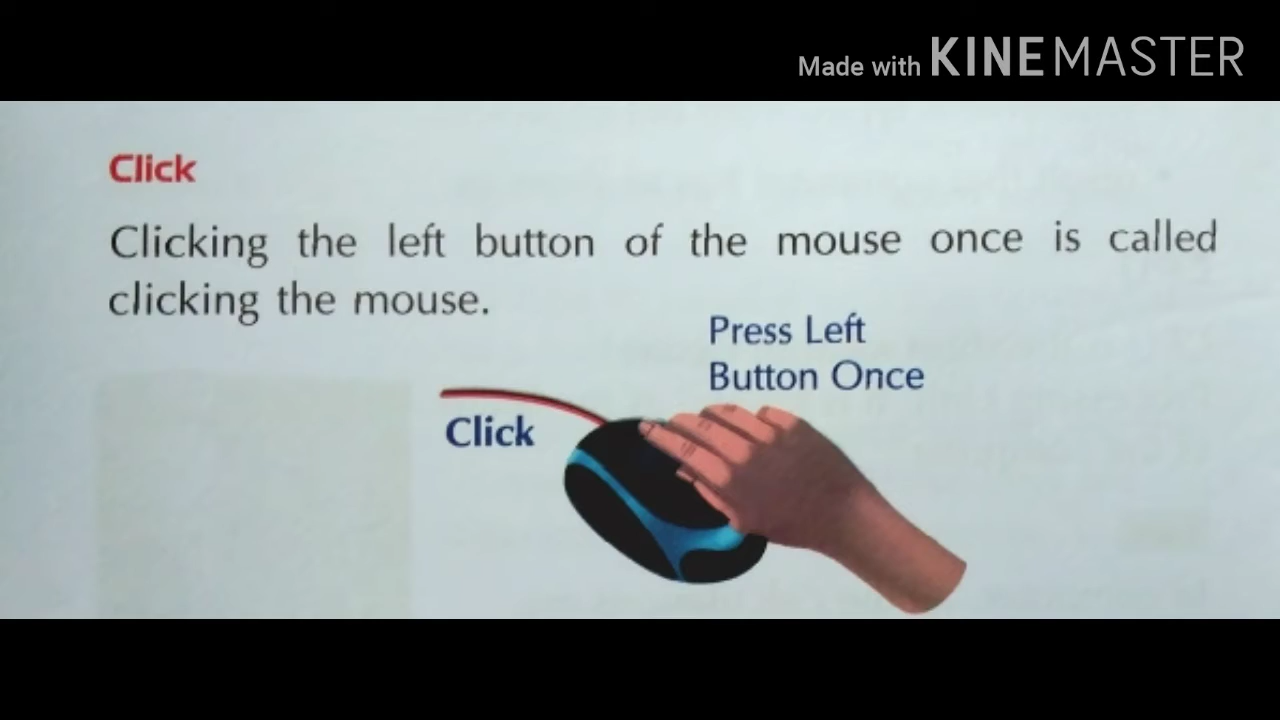 Made with KINEMASTER
Click
Clicking the left button of the mouse once is called
clicking the mouse.
Press Left
Button Once
Click